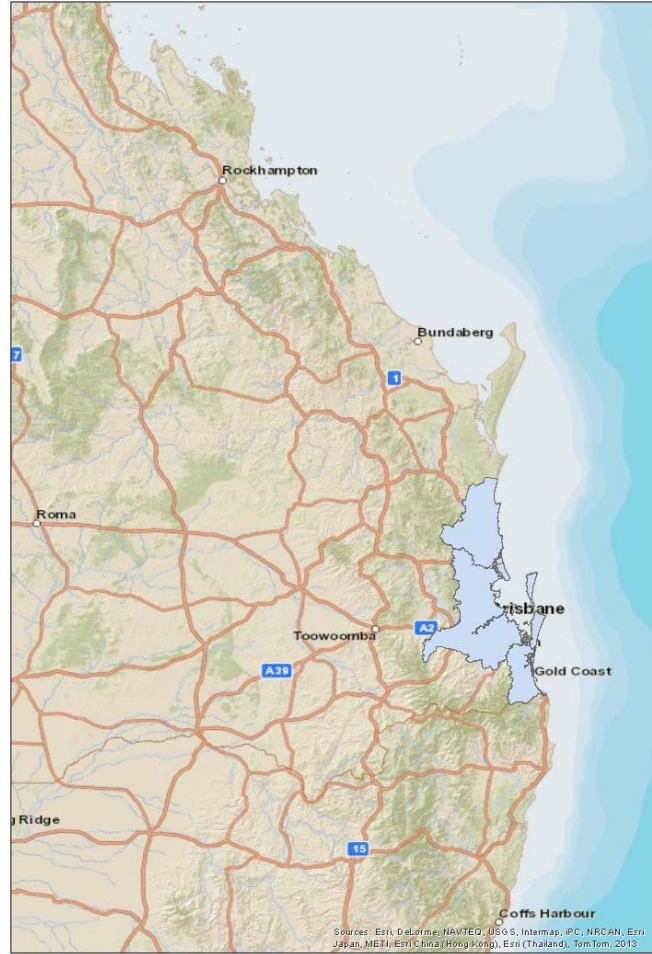 Rockhampton
Bundaberg
7
1
Roma
risbane
Toowoomba
A2
A39
Gold Coast
g Ridge
15
Coffs Harbour
Sources: Esri, DeLorme, NAVTEQ, USGS, Intermap, iPC, NRCAN, Esri
Japan, METI, Esri China (Hong Kong), Esri (Thailand), TomTom, 2013